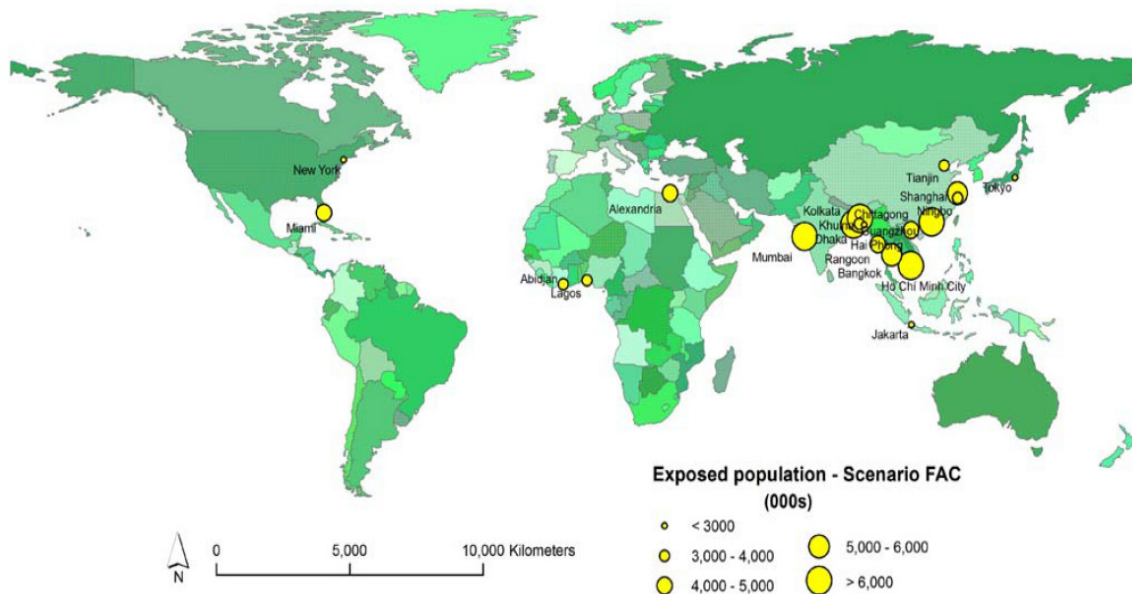 New York
Miami
Alexandria
Abidjan
Lagos
Mumbai
Kolkata
Khulna
Dhaka
Chittagong
Guangzhou
Hai Phong
Rangoon
Bangkok
Ho Chi Minh City
Tianjin
Shanghai
Tokyo
Ningbo
Jakarta
Exposed population - Scenario FAC
(000s)
< 3000
3,000 - 4,000
4,000 - 5,000
5,000 - 6,000
> 6,000
N
0 5,000 10,000 Kilometers